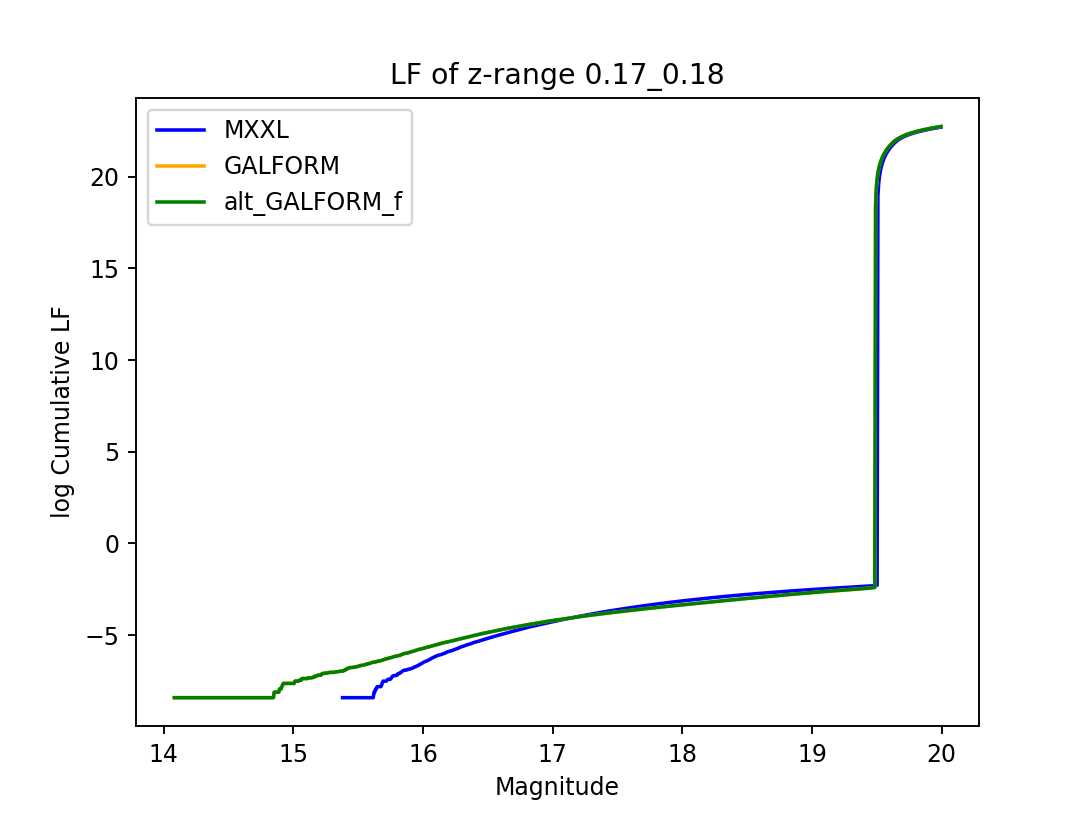 LF of z-range 0.17_0.18
MXXL
GALFORM
alt_GALFORM_f
20
15
10
5
0
−5
log Cumulative LF
14 15 16 17 18 19 20
Magnitude